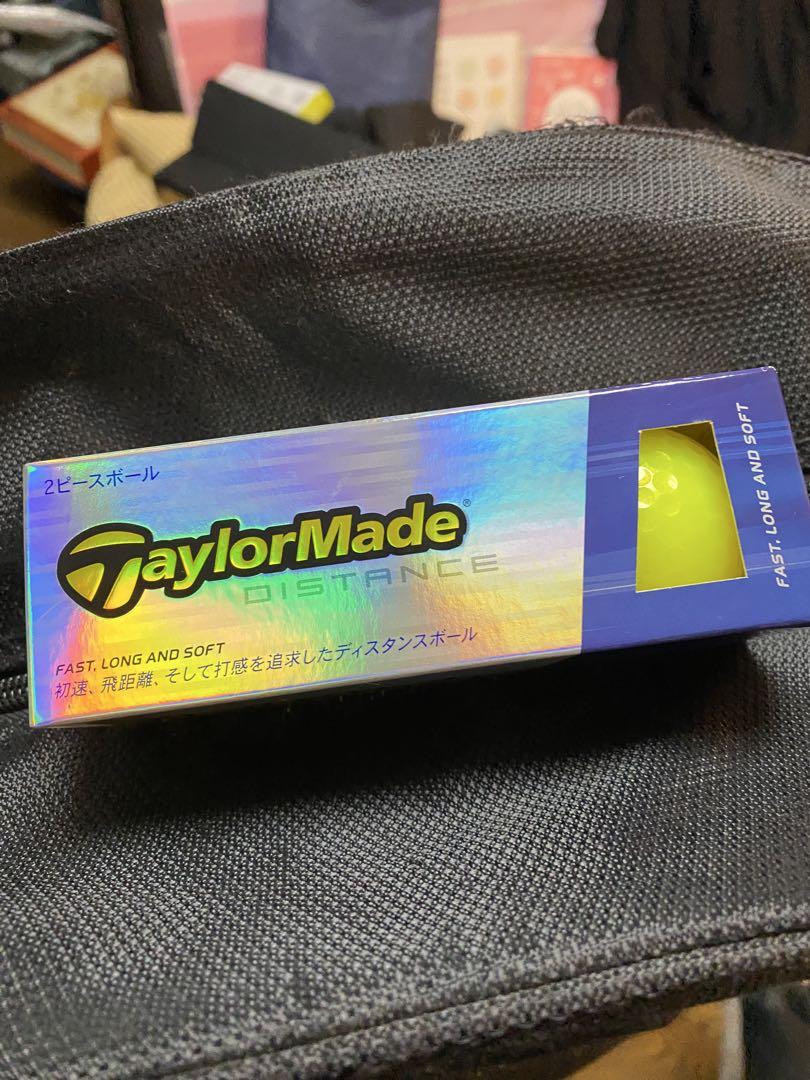 2ピースボール
TaylorMade®
DISTANCE
FAST, LONG AND SOFT
初速、飛距離、そして打感を追求したディスタンスボール
FAST, LONG AND SOFT